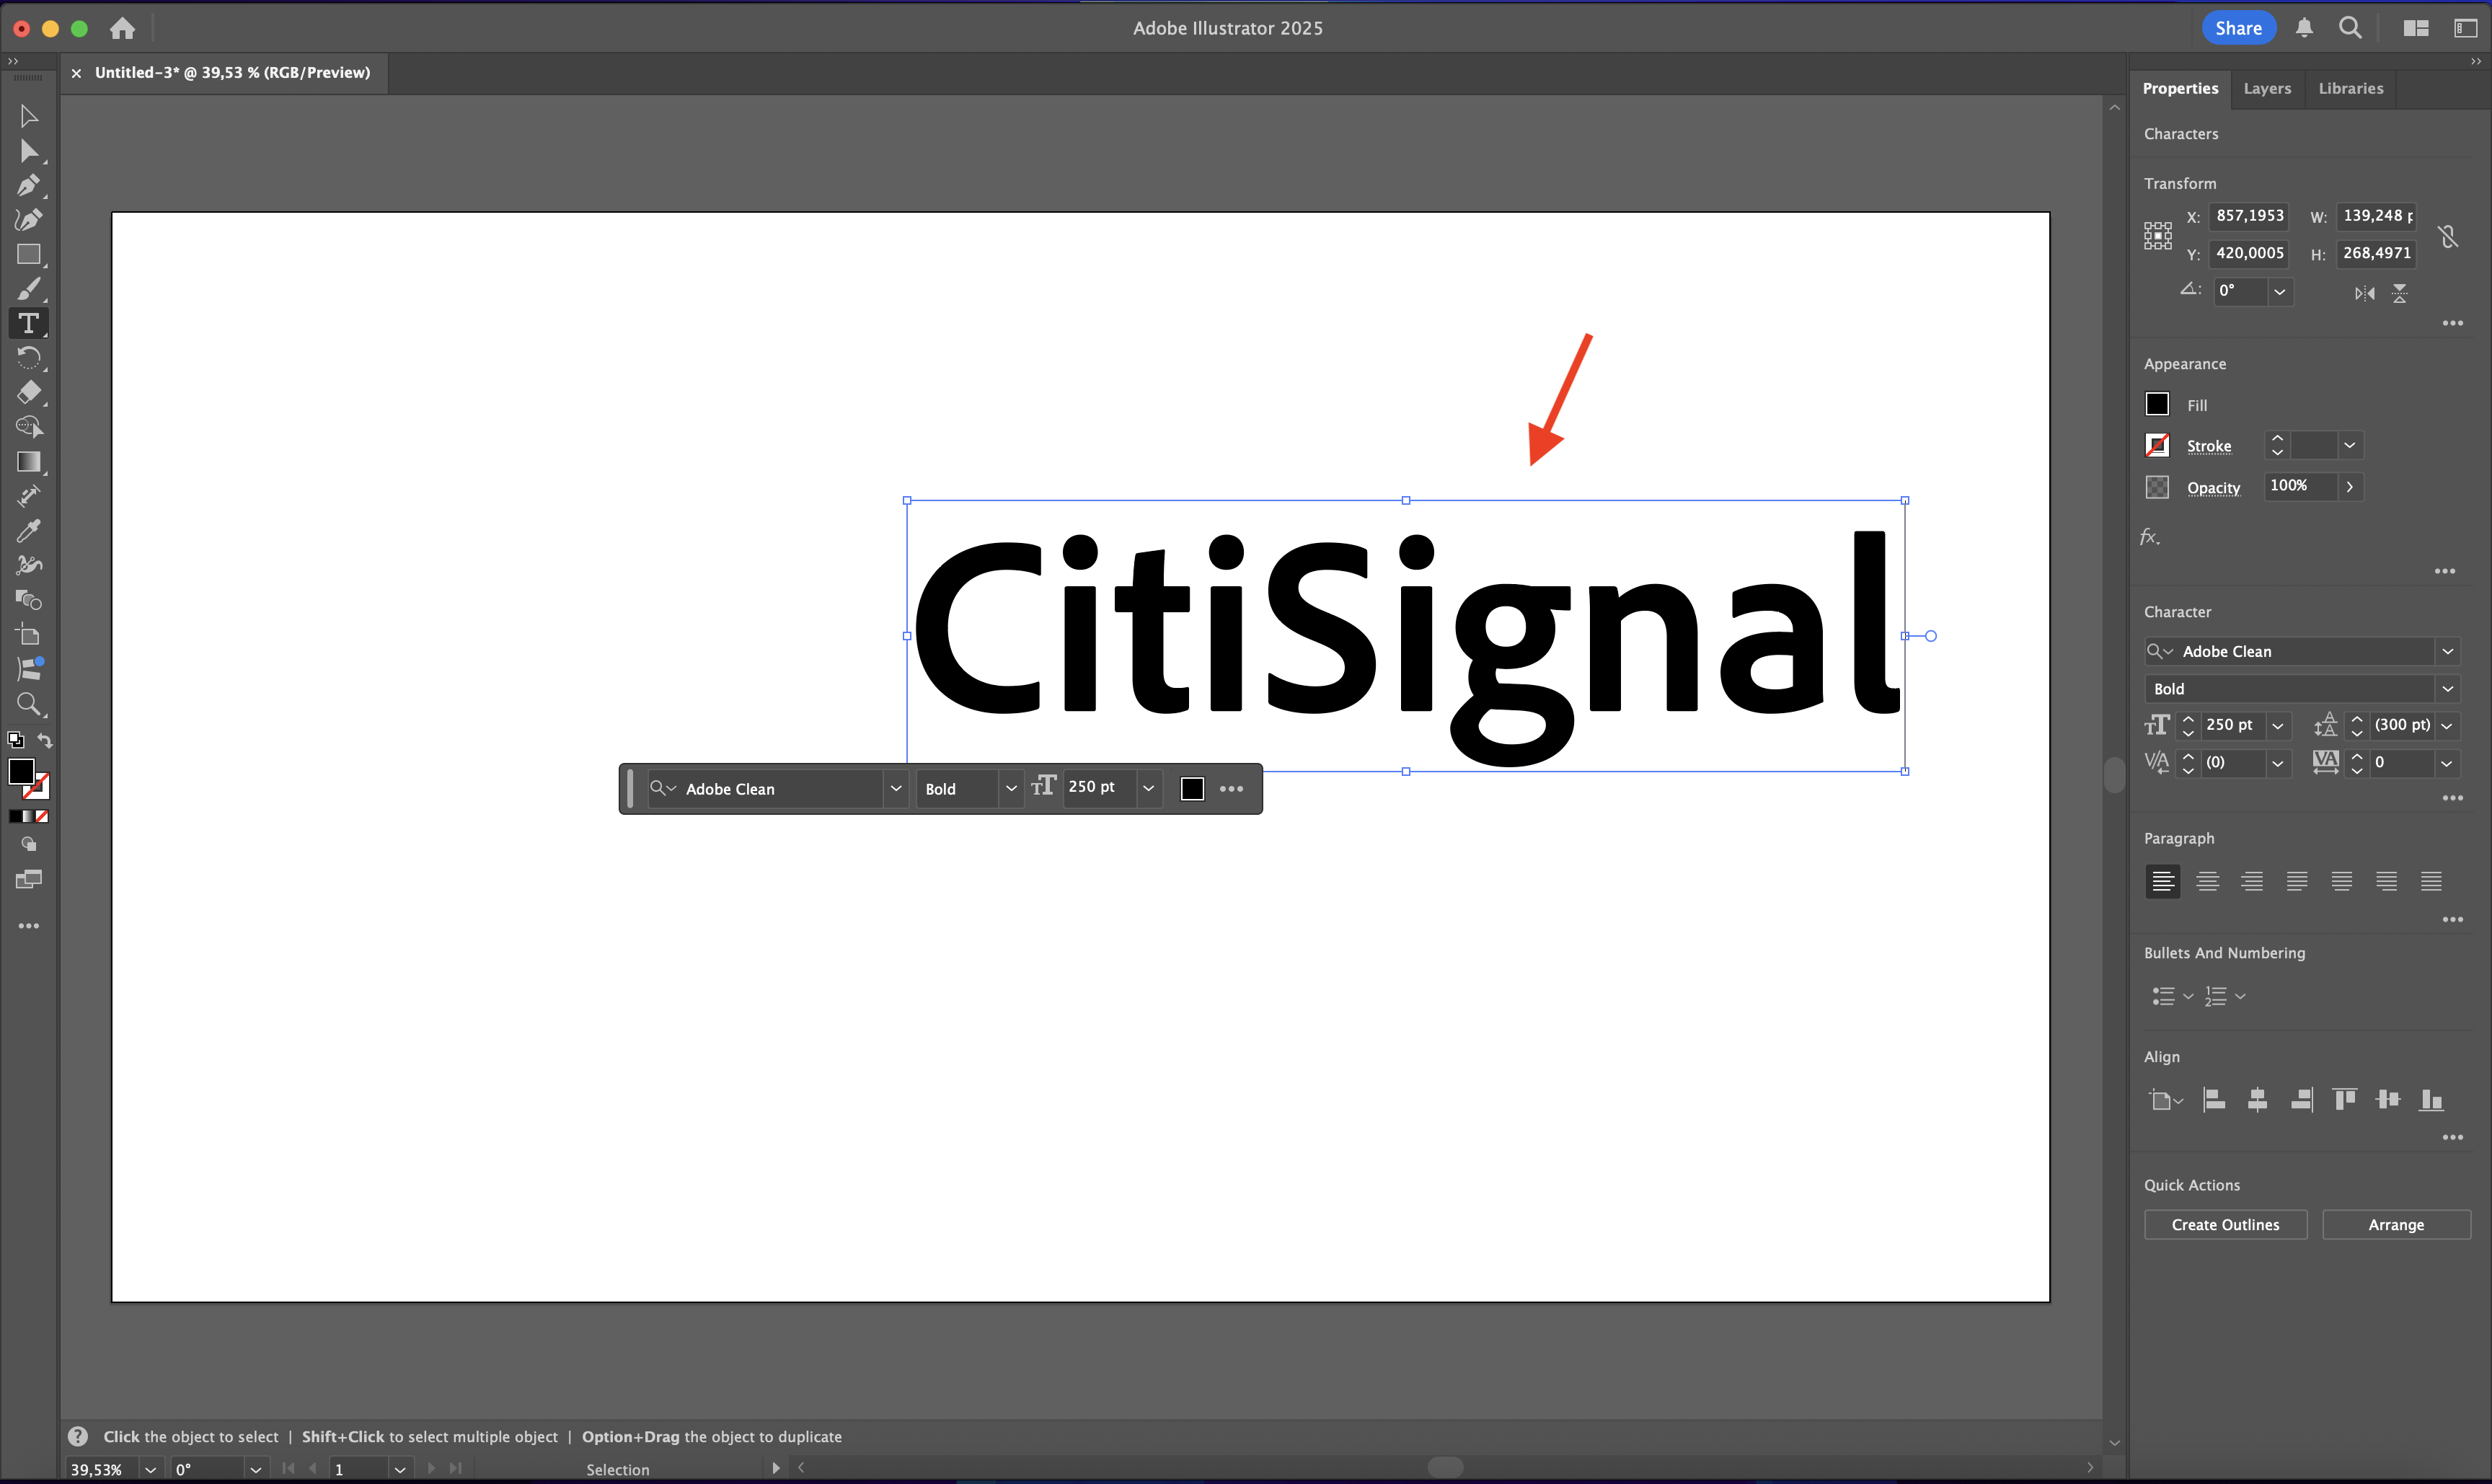 Adobe Illustrator 2025
Share
Untitled-3* @ 39,53 % (RGB/Preview)
Properties
Layers
Libraries
Characters
Transform
X: 857,1953
W: 139,248 p
Y: 420,0005
H: 268,4971
0°
Appearance
Fill
Stroke
Opacity
100%
fx.
CitiSignal
Adobe Clean
Bold
250 pt
Character
Adobe Clean
Bold
250 pt
(300 pt)
(0)
0
Paragraph
Bullets And Numbering
Align
Quick Actions
Create Outlines
Arrange
Click the object to select | Shift+Click to select multiple object | Option+Drag the object to duplicate
39,53%
0°
1
Selection